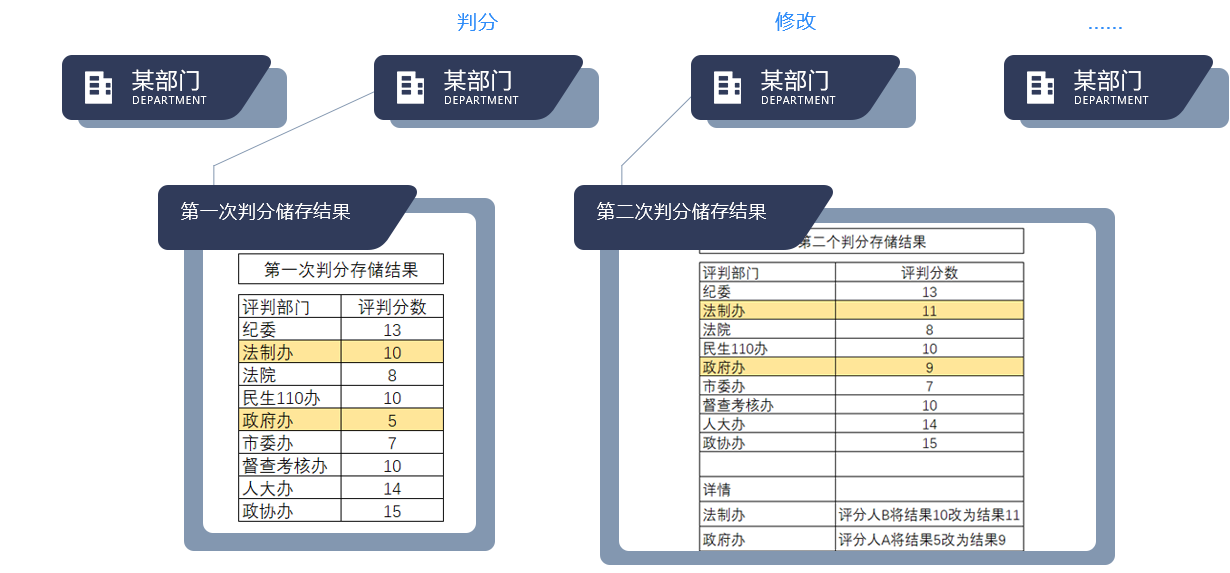 判分
修改
......
某部门
DEPARTMENT
某部门
DEPARTMENT
某部门
DEPARTMENT
某部门
DEPARTMENT
第一次判分储存结果
第一次判分存储结果
评判部门 评判分数
纪委 13
法制办 10
法院 8
民生110办 10
政府办 5
市委办 7
督查考核办 10
人大办 14
政协办 15
第二次判分储存结果
第二个判分存储结果
评判部门 评判分数
纪委 13
法制办 11
法院 8
民生110办 10
政府办 9
市委办 7
督查考核办 10
人大办 14
政协办 15
详情
法制办 评分人B将结果10改为结果11
政府办 评分人A将结果5改为结果9